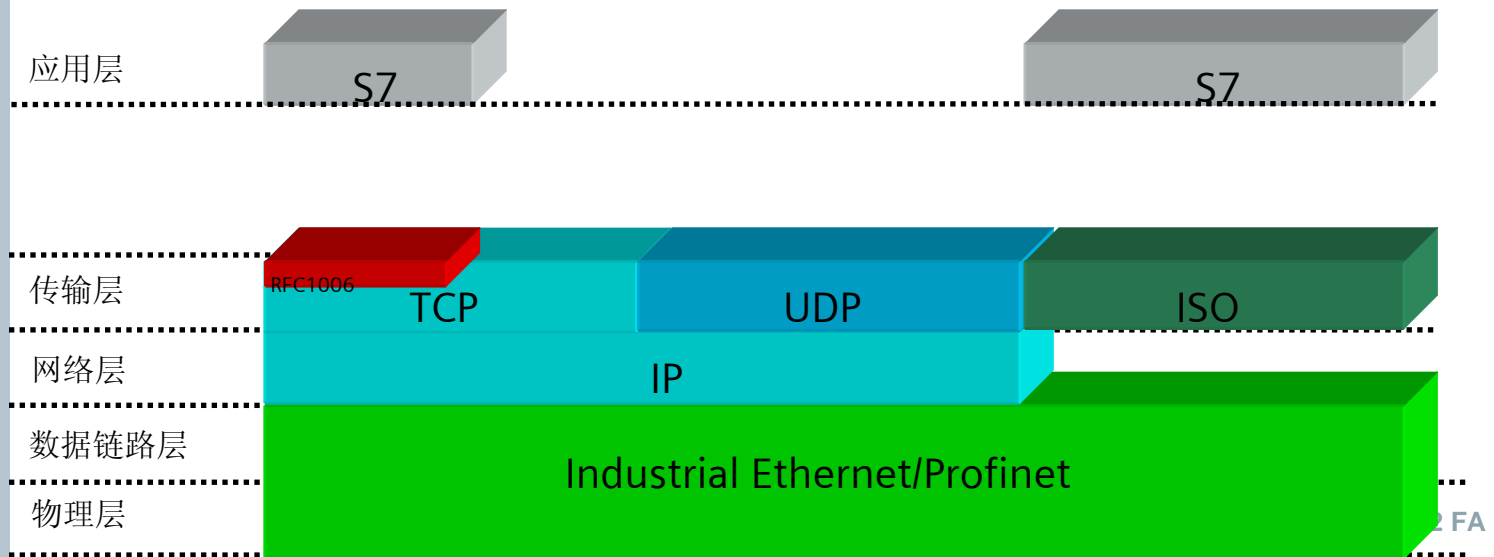 应用层
S7
S7
传输层
RFC1006
TCP
UDP
ISO
网络层
IP
数据链路层
Industrial Ethernet/Profinet
物理层
2 FA